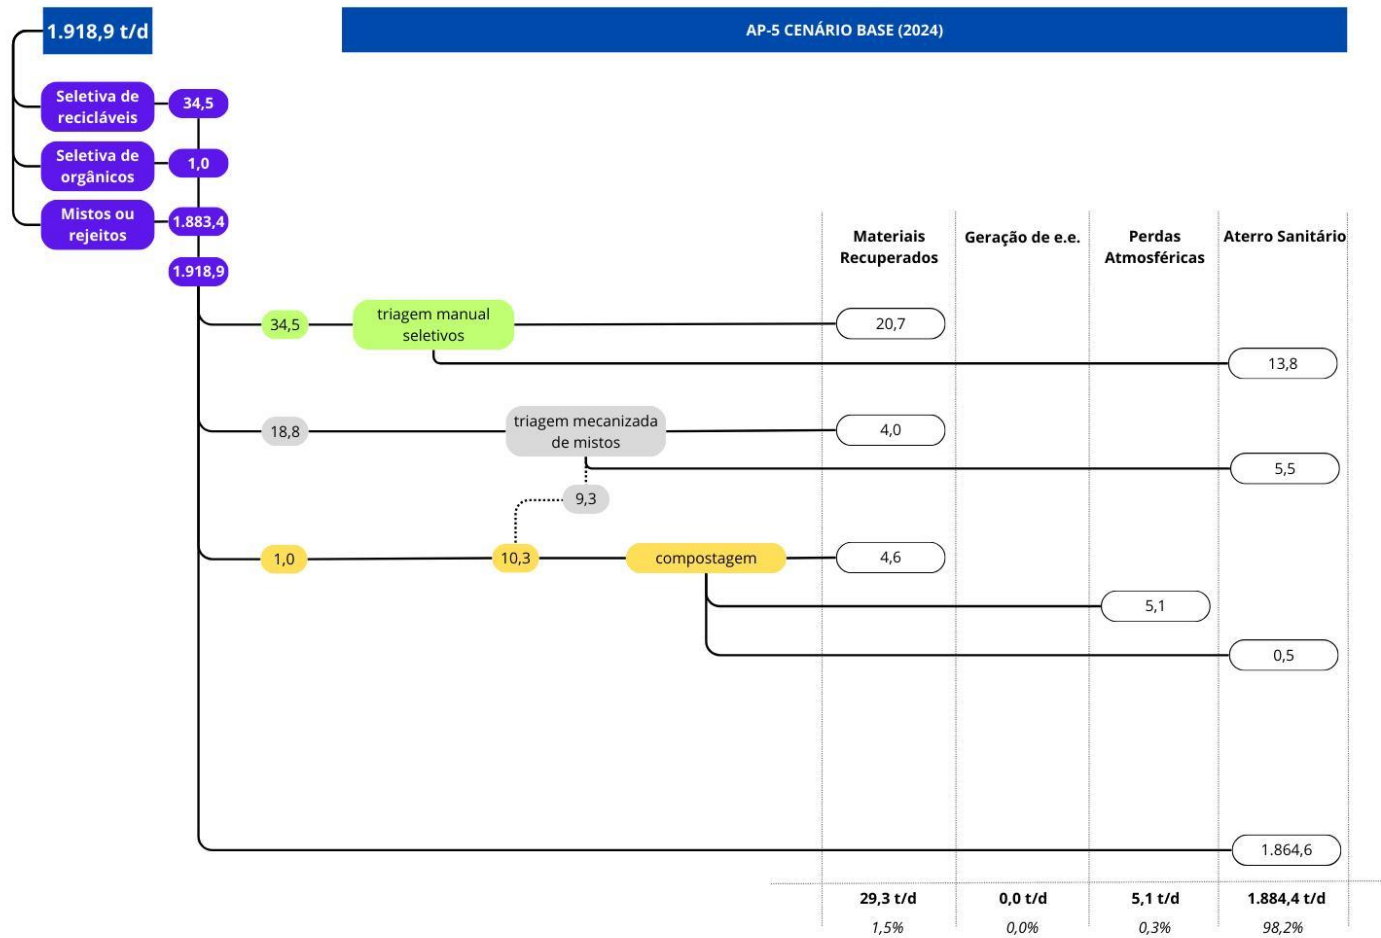 1.918,9 t/d
AP-5 CENÁRIO BASE (2024)
Seletiva de
recicláveis
34,5
Seletiva de
orgânicos
1,0
Mistos ou
rejeitos
1.883,4
1.918,9
Materiais
Recuperados
Geração de e.e.
Perdas
Atmosféricas
Aterro Sanitário
34,5
triagem manual
seletivos
20,7
13,8
18,8
triagem mecanizada
de mistos
4,0
5,5
9,3
1,0
10,3
compostagem
4,6
5,1
0,5
1.864,6
29,3 t/d
0,0 t/d
5,1 t/d
1.884,4 t/d
1,5%
0,0%
0,3%
98,2%